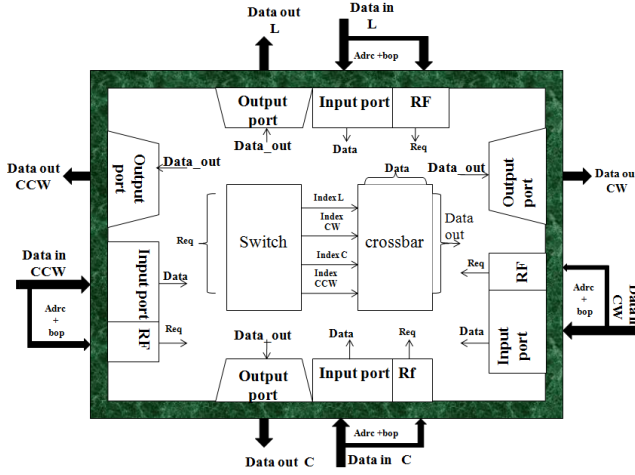 Data out
L
Data in
L
Adrc +bop
Output
port
Input port
RF
Data_out
Data
Req
Output
port
Data_out
Data out
CCW
Data
Data_out
Output
port
Data out
CW
Req
Switch
Index L
Index
CW
Index C
Index
CCW
crossbar
Data
out
Data in
CCW
Adrc
+
bop
Input port
RF
Data
Req
Req
RF
Data
Input
port
Adrc
+
bop
CW
Data_out
Data
Req
Output
port
Input port
Rf
Adrc+bop
Data out C
Data in C